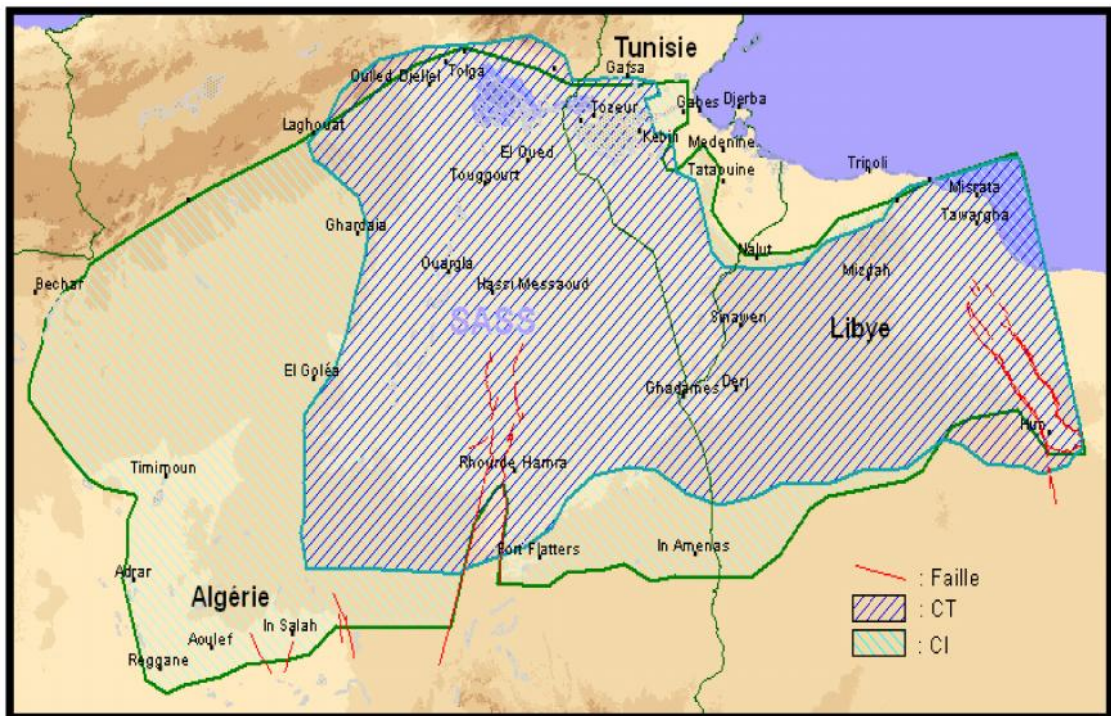 Tunisie
Gafsa
Ouled Djellel
Tolga
Tozeur
Gabes
Djerba
Laghouat
Kebili
Medenine
El Oued
Tripoli
Touggourt
Tataouine
Misrata
Tawargha
Ghardaia
Nalut
Bechar
Ouargla
Mizdah
Hassi Messaoud
SASS
Sinawen
Libye
El Goléa
Ghadames
Derj
Hun
Timimoun
Rhourde Hamra
Fort Flatters
In Amenas
Adrar
Algérie
: Faille
: CT
In Salah
Aoulef
: CI
Reggane